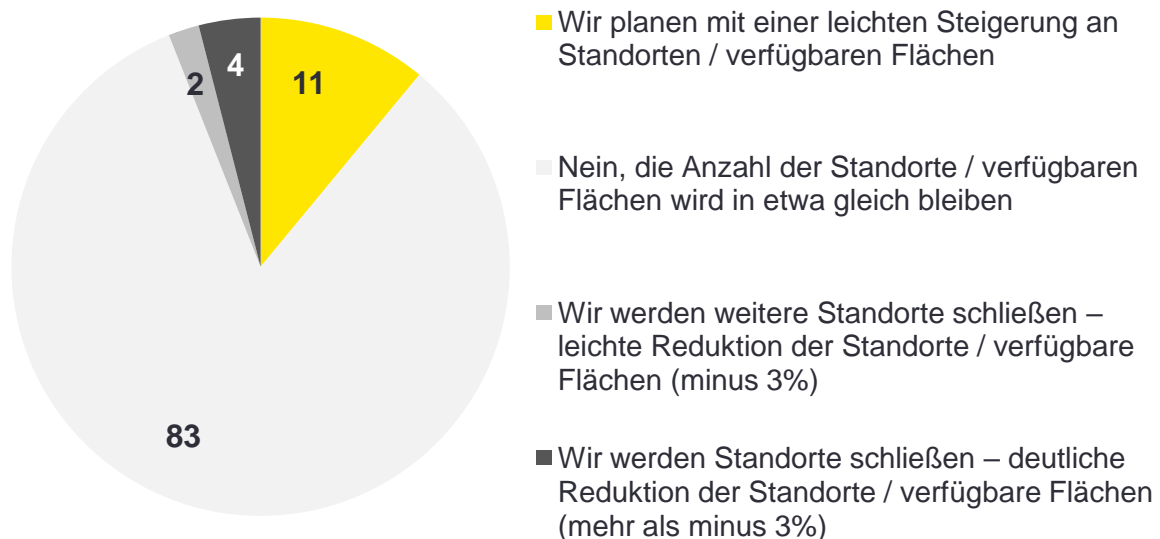 Wir planen mit einer leichten Steigerung an
Standorten / verfügbaren Flächen
Nein, die Anzahl der Standorte / verfügbaren
Flächen wird in etwa gleich bleiben
Wir werden weitere Standorte schließen –
leichte Reduktion der Standorte / verfügbare
Flächen (minus 3%)
Wir werden Standorte schließen – deutliche
Reduktion der Standorte / verfügbare Flächen
(mehr als minus 3%)
2
4
11
83